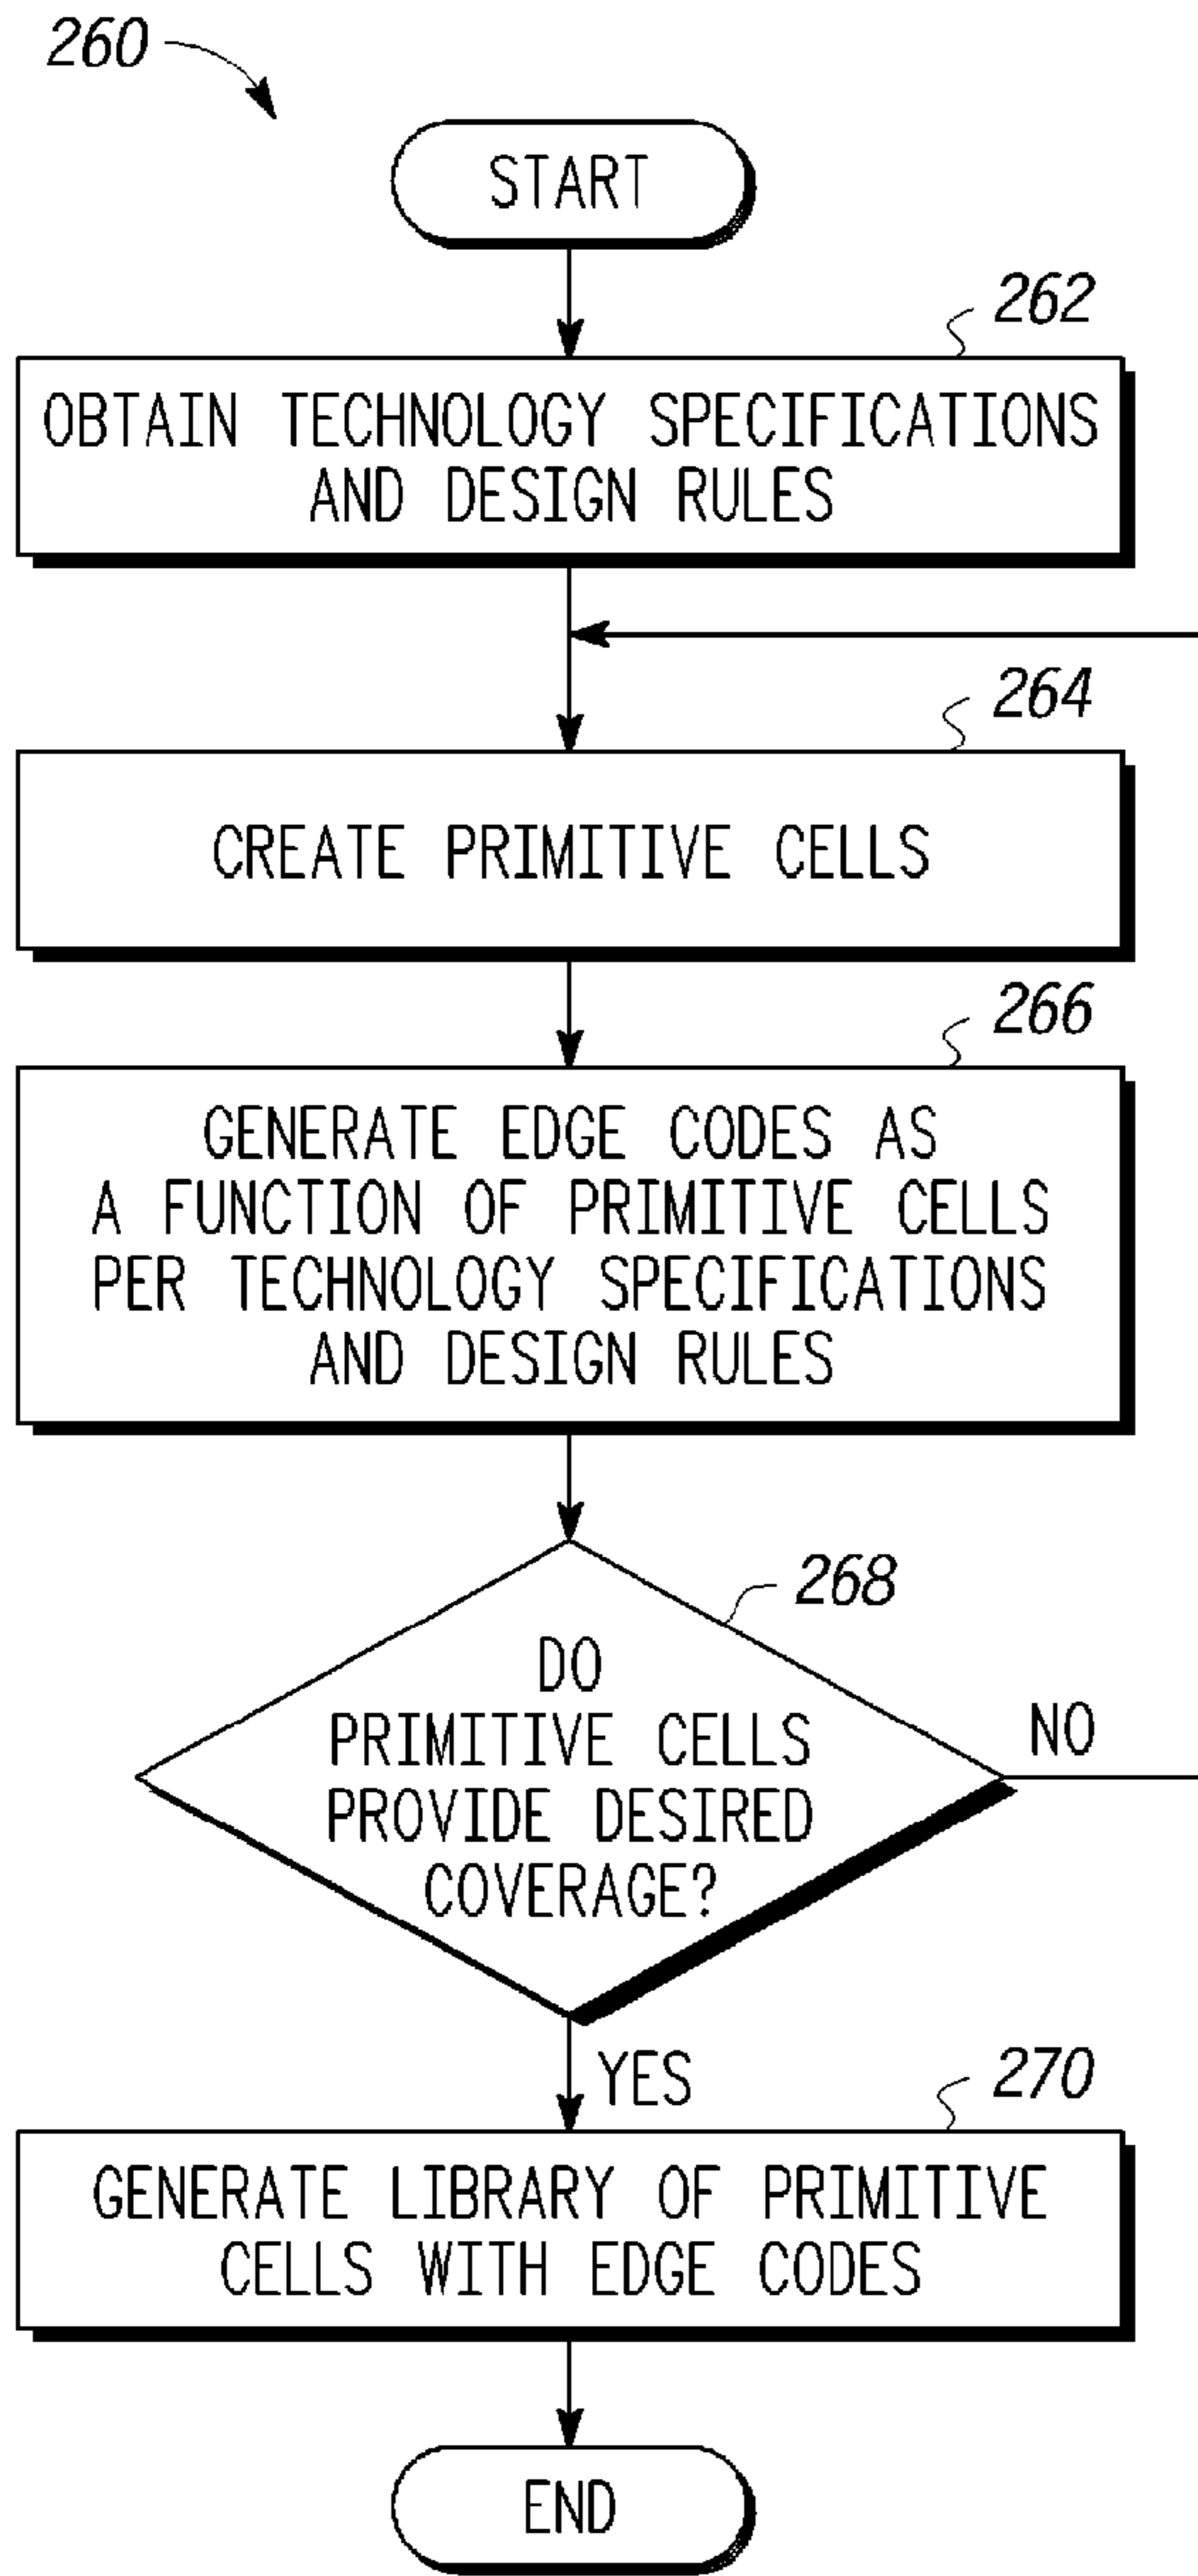 260
START
262
OBTAIN TECHNOLOGY SPECIFICATIONS
AND DESIGN RULES
264
CREATE PRIMITIVE CELLS
266
GENERATE EDGE CODES AS
A FUNCTION OF PRIMITIVE CELLS
PER TECHNOLOGY SPECIFICATIONS
AND DESIGN RULES
268
DO
PRIMITIVE CELLS
PROVIDE DESIRED
COVERAGE?
NO
YES
270
GENERATE LIBRARY OF PRIMITIVE
CELLS WITH EDGE CODES
END